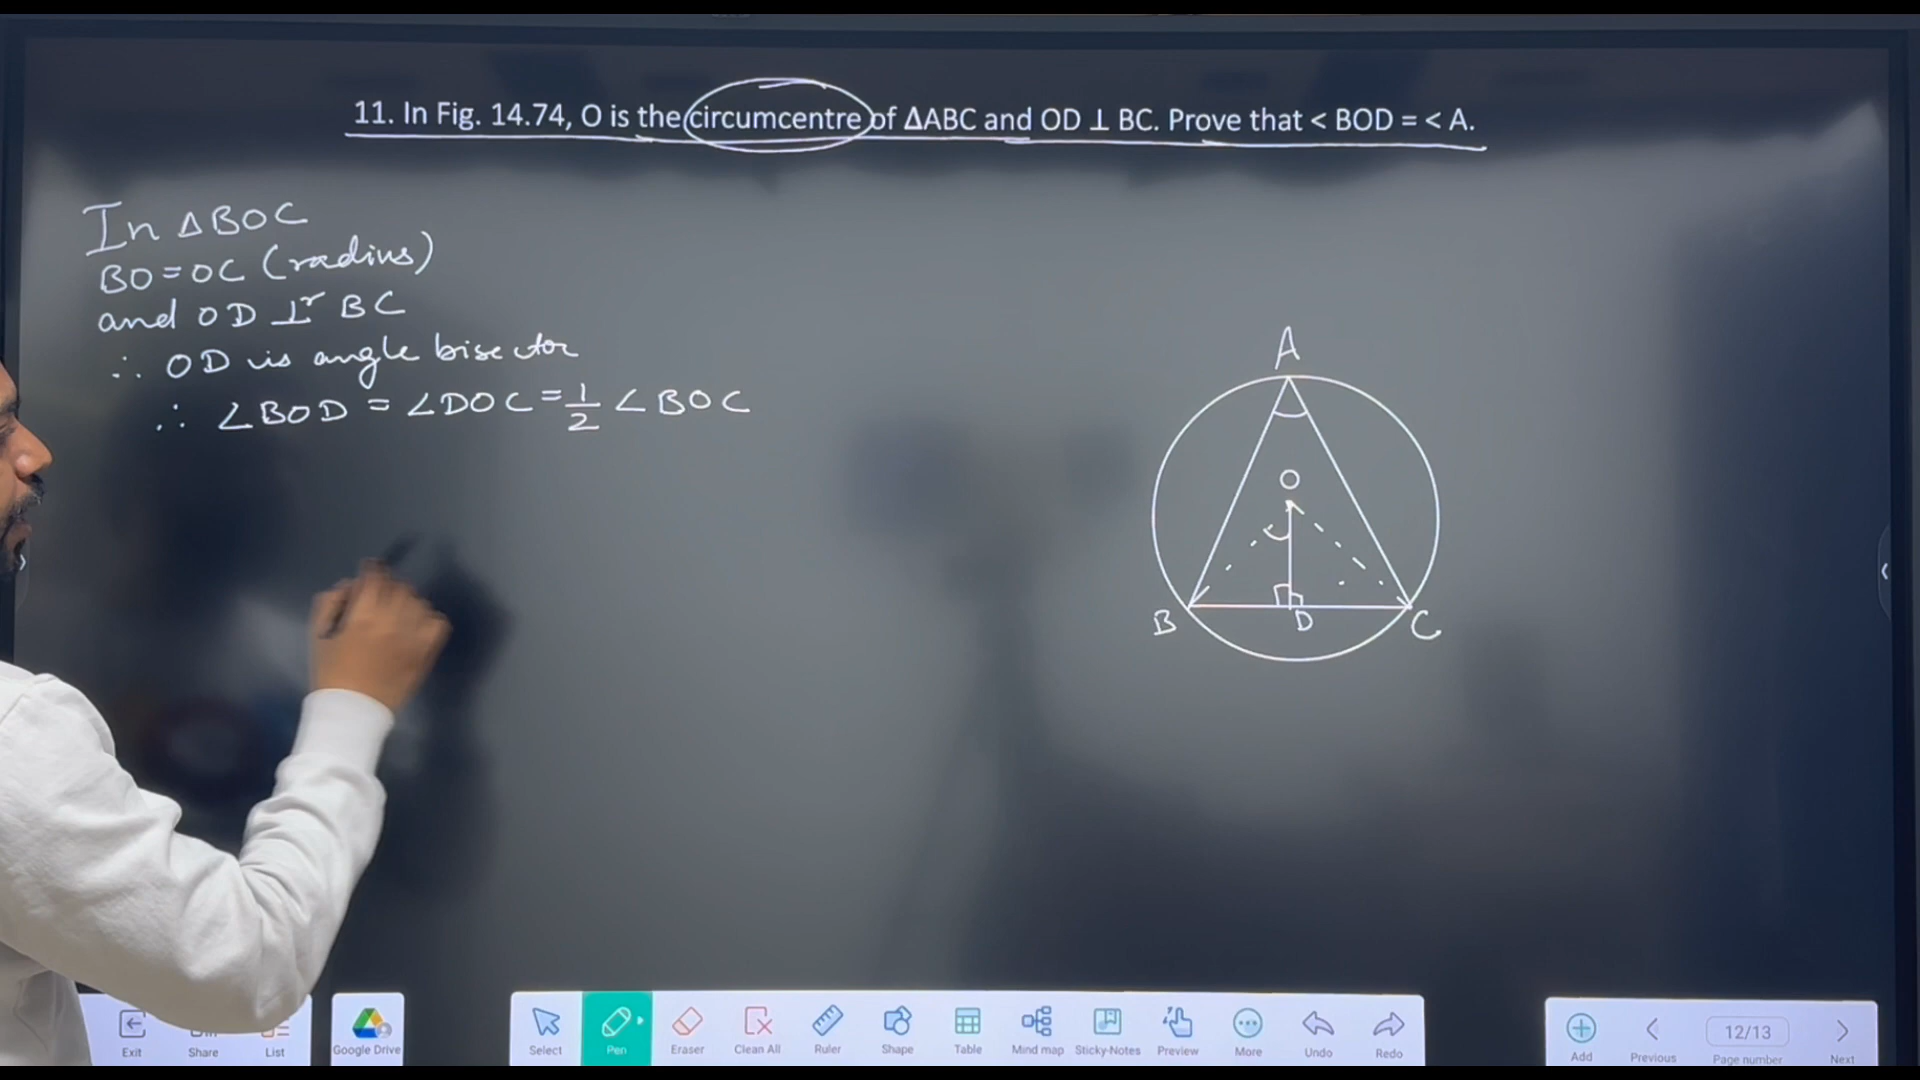 11. In Fig. 14.74, O is the circumcentre of ΔABC and OD ⊥ BC. Prove that < BOD = < A.
In ΔBOC
BO = OC (radius)
and OD ⊥r BC
∴ OD is angle bisector
∴ ∠BOD = ∠DOC = 1/2 ∠BOC
A
O
B
D
C
Exit
Share
List
Google Drive
Select
Pen
Eraser
Clean All
Ruler
Shape
Table
Mind map
Sticky-Notes
Preview
More
Undo
Redo
Add
Previous
12/13
Page number
Next